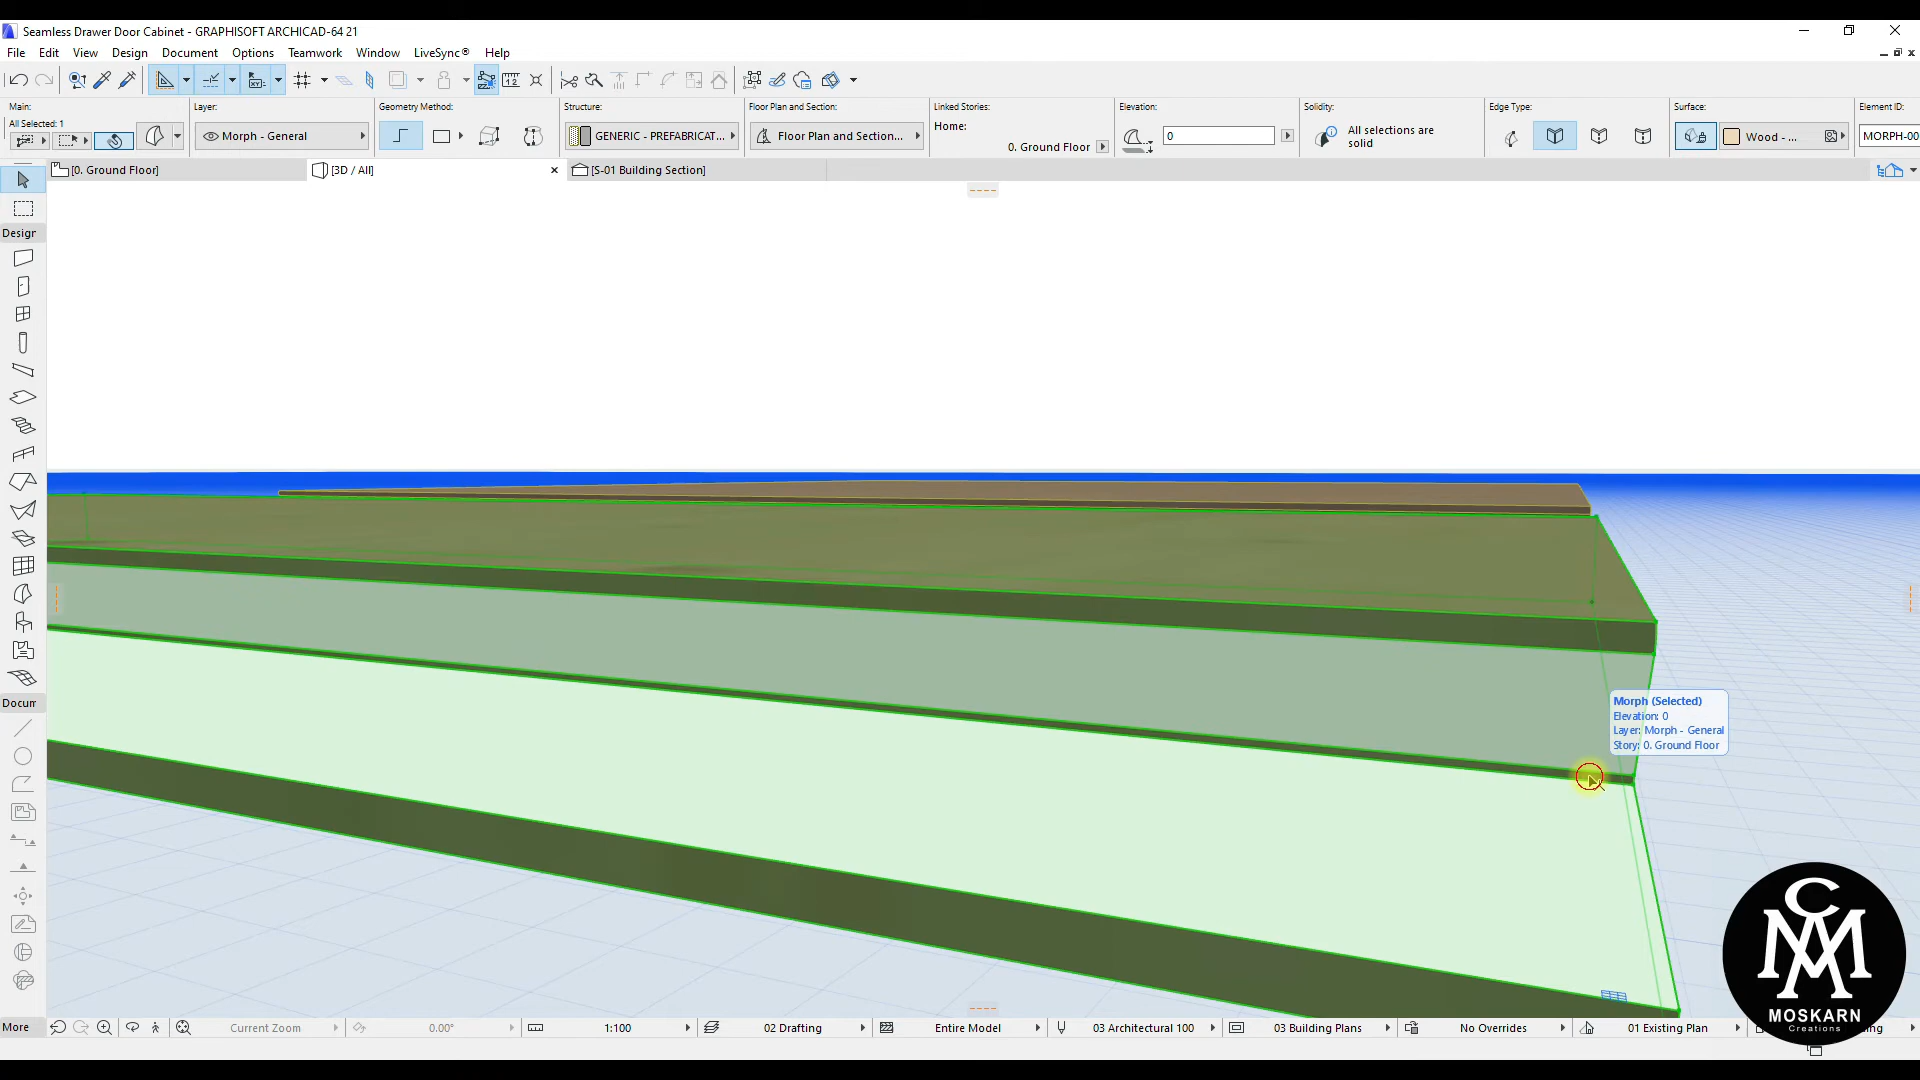 Seamless Drawer Door Cabinet - GRAPHISOFT ARCHICAD-64 21
File Edit View Design Document Options Teamwork Window LiveSync® Help
Main: Layer: Geometry Method: Structure: Floor Plan and Section: Linked Stories: Elevation: Solidity: Edge Type: Surface: Element ID:
All Selected: 1
Morph - General
GENERIC - PREFABRICAT...
Floor Plan and Section...
Home:
0. Ground Floor
0
All selections are
solid
Wood - ...
MORPH-00
[0. Ground Floor]
[3D / All]
[S-01 Building Section]
Design
Morph (Selected)
Elevation: 0
Layer: Morph - General
Story: 0. Ground Floor
Docum
CM
MOSKARN
Creations
More
Current Zoom
0.00°
1:100
02 Drafting
Entire Model
03 Architectural 100
03 Building Plans
No Overrides
01 Existing Plan